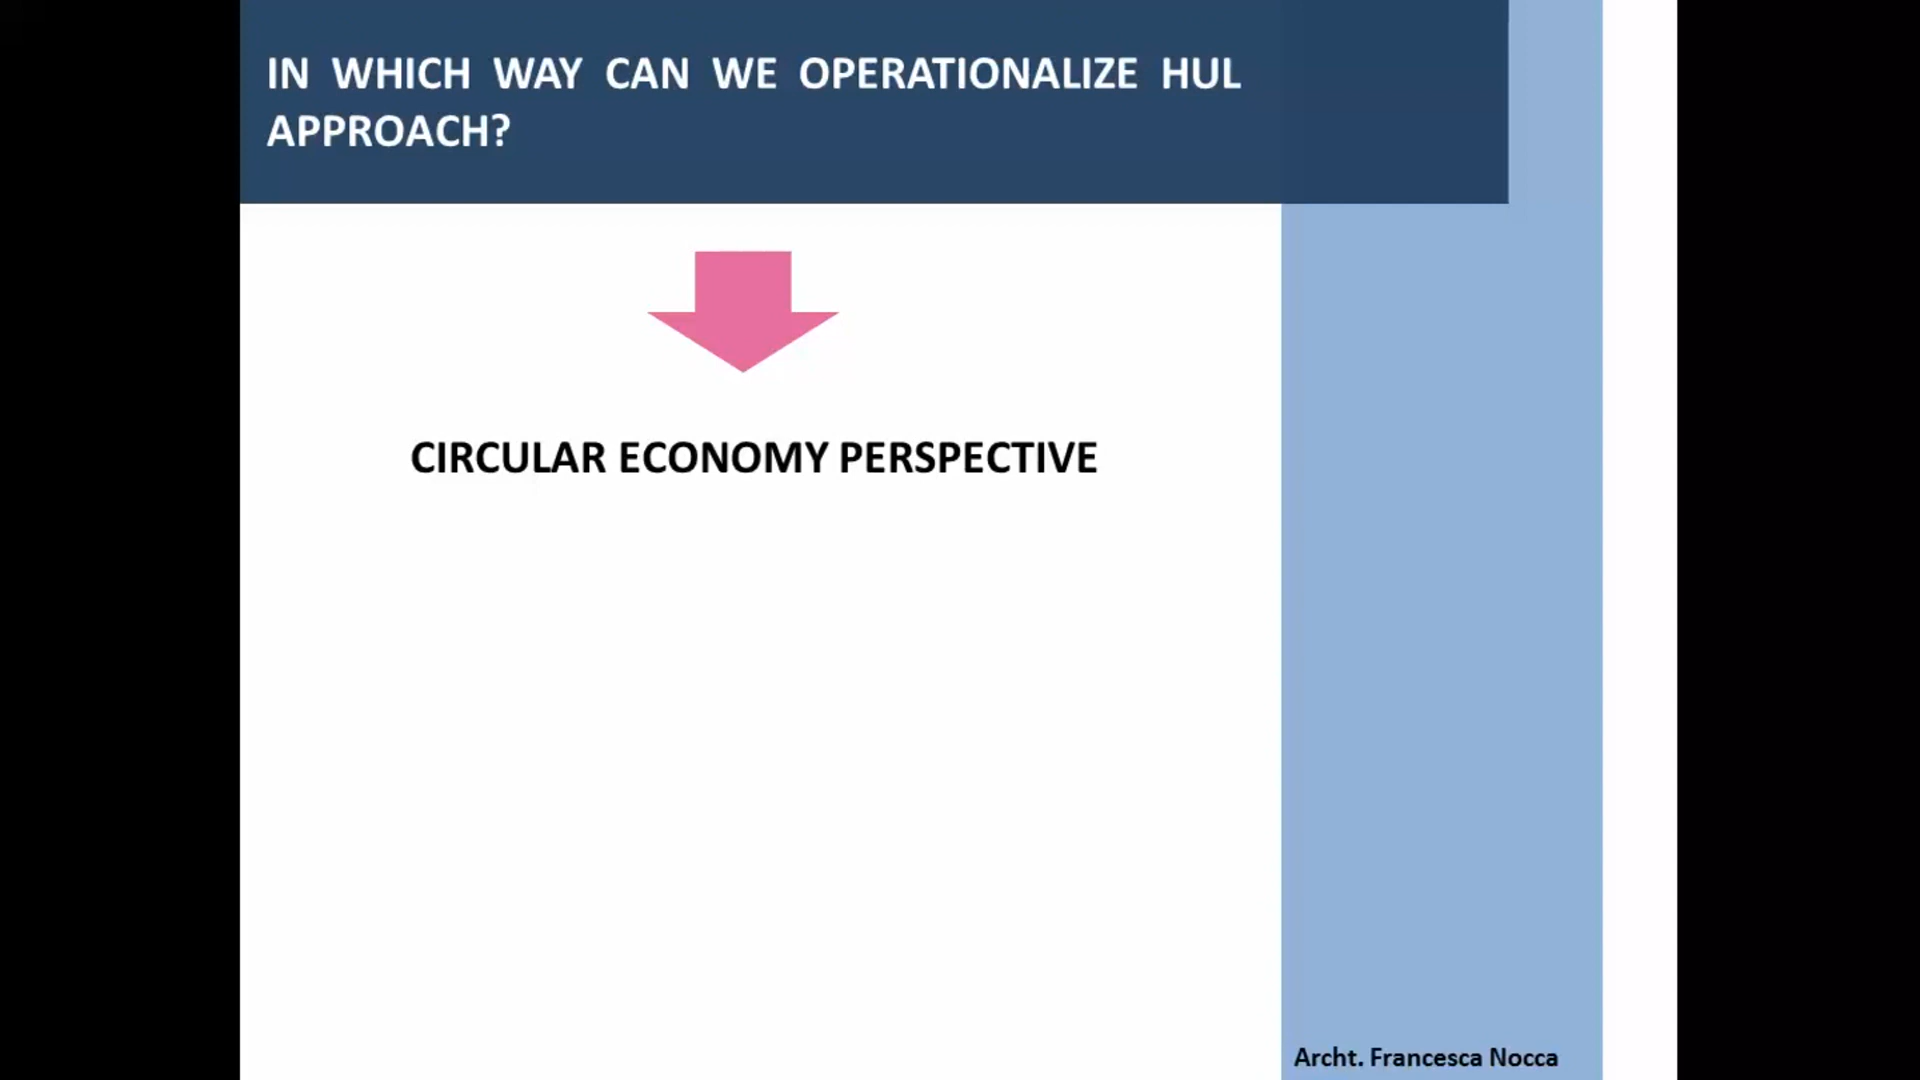 IN WHICH WAY CAN WE OPERATIONALIZE HUL
APPROACH?
CIRCULAR ECONOMY PERSPECTIVE
Archt. Francesca Nocca